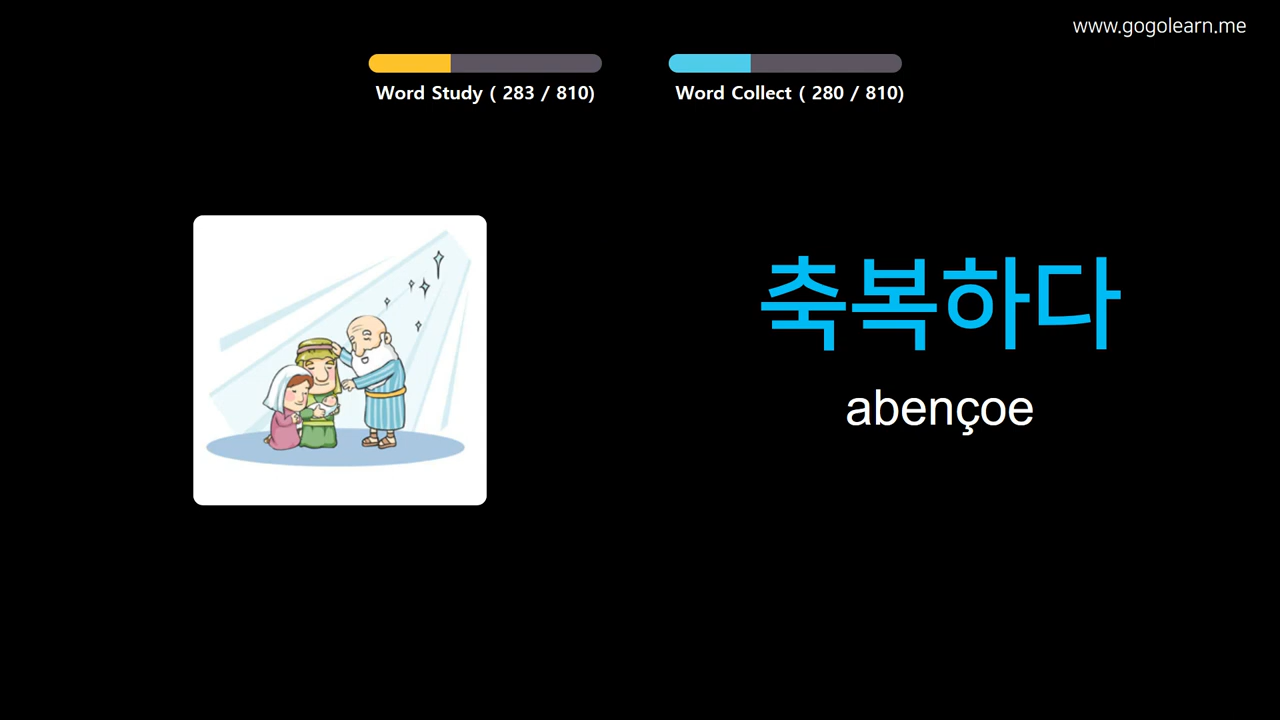 www.gogolearn.me
Word Study ( 283 / 810)
Word Collect ( 280 / 810)
축복하다
abençoe